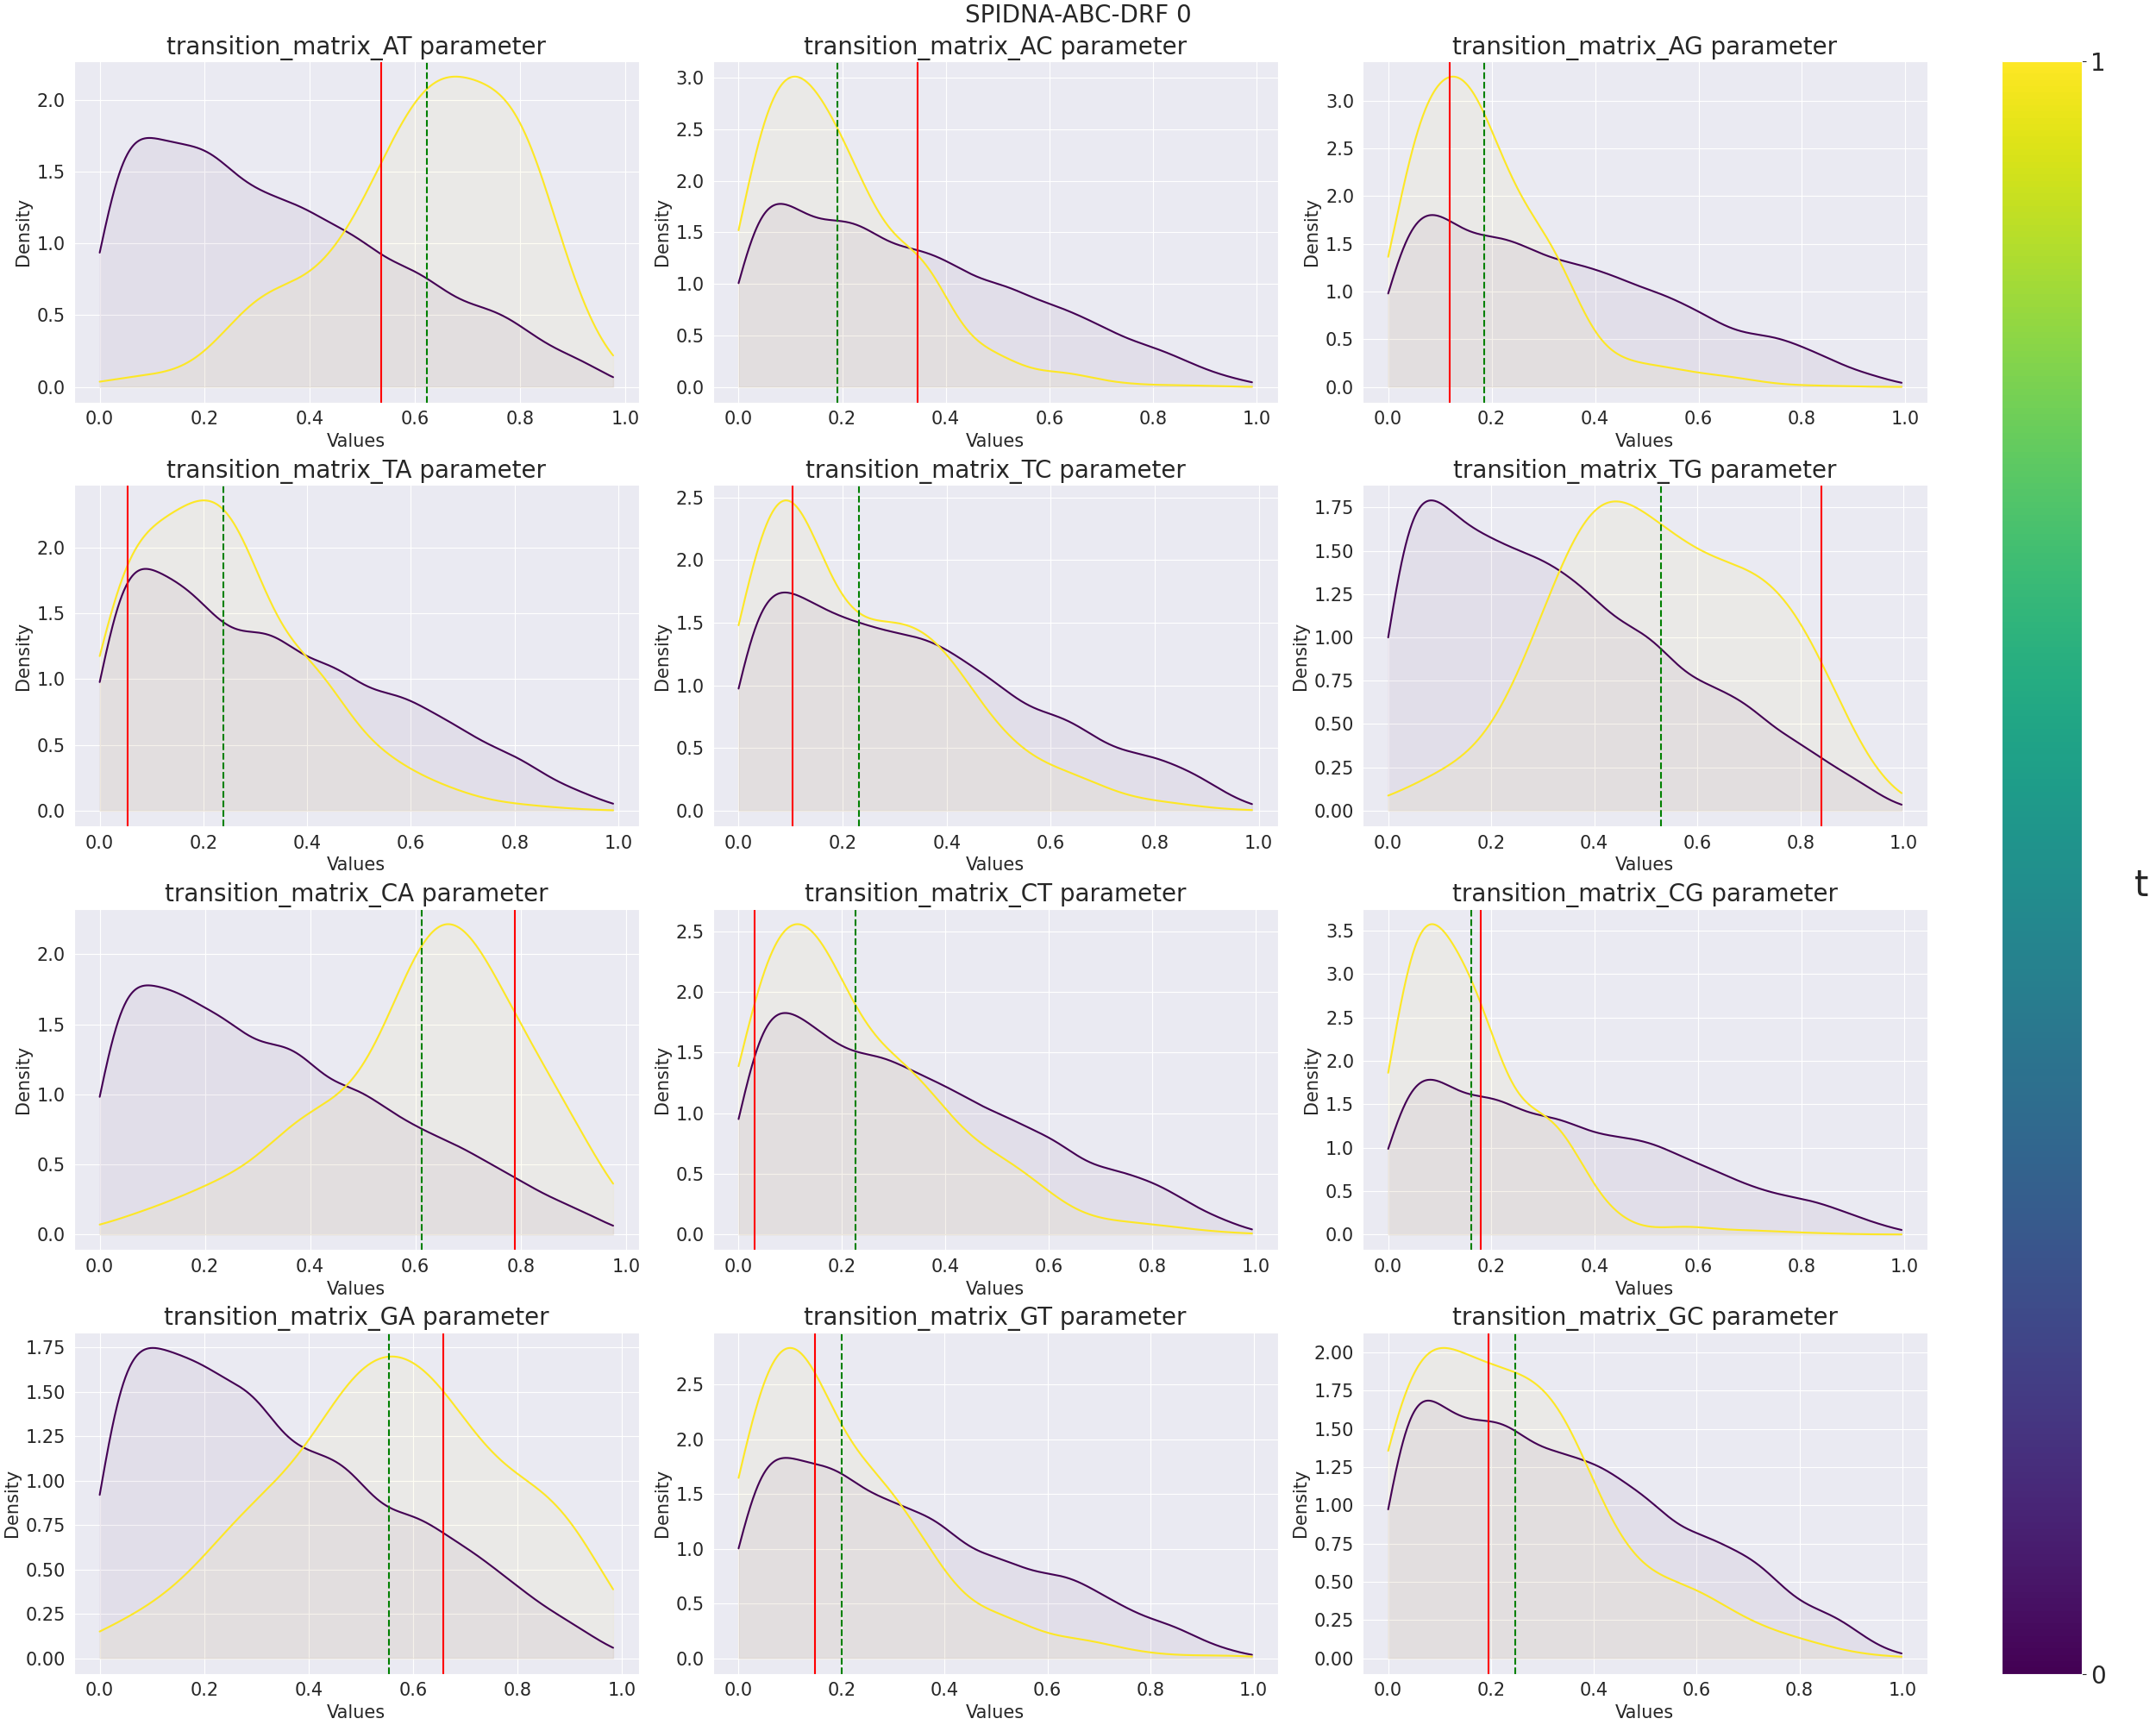 SPIDNA-ABC-DRF 0
transition_matrix_AT parameter
Density
2.0
1.5
1.0
0.5
0.0
0.0 0.2 0.4 0.6 0.8 1.0
Values
transition_matrix_AC parameter
Density
3.0
2.5
2.0
1.5
1.0
0.5
0.0
0.0 0.2 0.4 0.6 0.8 1.0
Values
transition_matrix_AG parameter
Density
3.0
2.5
2.0
1.5
1.0
0.5
0.0
0.0 0.2 0.4 0.6 0.8 1.0
Values
transition_matrix_TA parameter
Density
2.0
1.5
1.0
0.5
0.0
0.0 0.2 0.4 0.6 0.8 1.0
Values
transition_matrix_TC parameter
Density
2.5
2.0
1.5
1.0
0.5
0.0
0.0 0.2 0.4 0.6 0.8 1.0
Values
transition_matrix_TG parameter
Density
1.75
1.50
1.25
1.00
0.75
0.50
0.25
0.00
0.0 0.2 0.4 0.6 0.8 1.0
Values
transition_matrix_CA parameter
Density
2.0
1.5
1.0
0.5
0.0
0.0 0.2 0.4 0.6 0.8 1.0
Values
transition_matrix_CT parameter
Density
2.5
2.0
1.5
1.0
0.5
0.0
0.0 0.2 0.4 0.6 0.8 1.0
Values
transition_matrix_CG parameter
Density
3.5
3.0
2.5
2.0
1.5
1.0
0.5
0.0
0.0 0.2 0.4 0.6 0.8 1.0
Values
transition_matrix_GA parameter
Density
1.75
1.50
1.25
1.00
0.75
0.50
0.25
0.00
0.0 0.2 0.4 0.6 0.8 1.0
Values
transition_matrix_GT parameter
Density
2.5
2.0
1.5
1.0
0.5
0.0
0.0 0.2 0.4 0.6 0.8 1.0
Values
transition_matrix_GC parameter
Density
2.00
1.75
1.50
1.25
1.00
0.75
0.50
0.25
0.00
0.0 0.2 0.4 0.6 0.8 1.0
Values
1
t
0